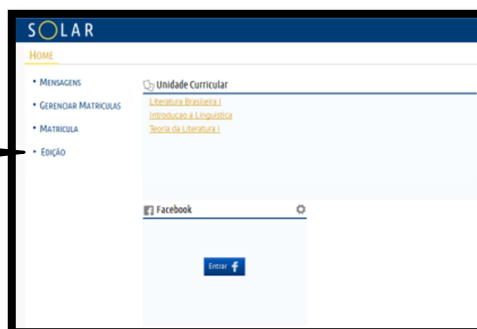 SOLAR
HOME
• MENSAGENS
• GERENCIAR MATRICULAS
• MATRICULA
• EDIÇÃO
Unidade Curricular
Literatura Brasileira I
Introducao a Linguistica
Teoria da Literatura I
Facebook
Entrar